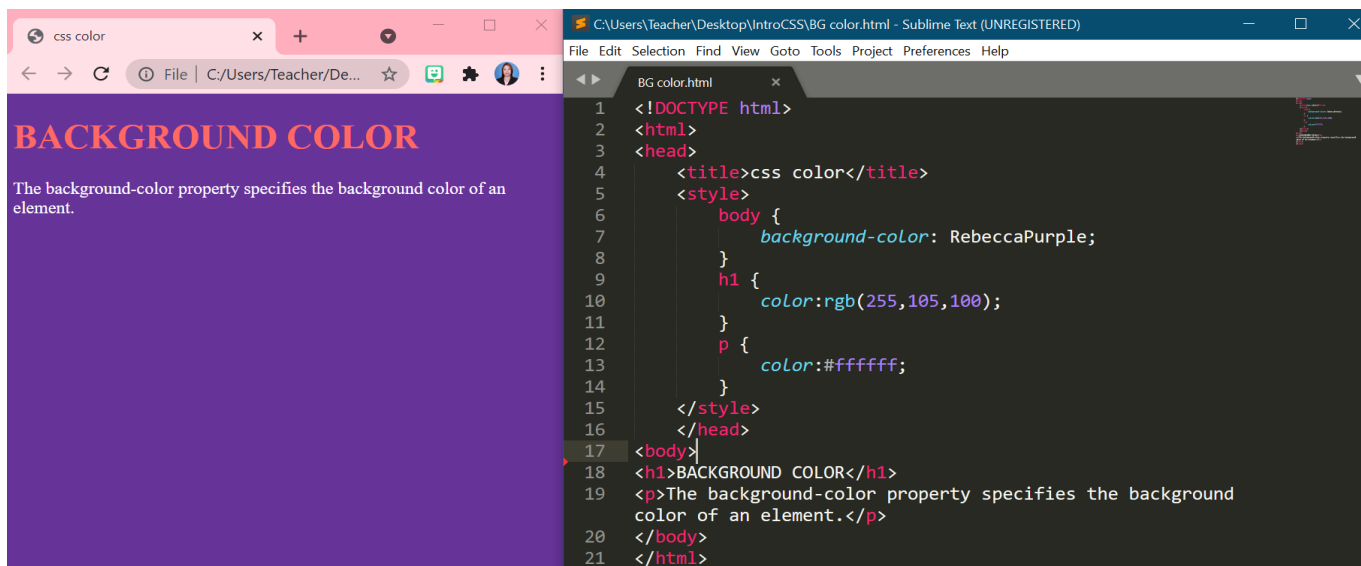 css color
File
C:/Users/Teacher/De...
BACKGROUND COLOR
The background-color property specifies the background color of an
element.
C:\Users\Teacher\Desktop\IntroCSS\BG color.html - Sublime Text (UNREGISTERED)
File Edit Selection Find View Goto Tools Project Preferences Help
BG color.html
1 <!DOCTYPE html>
2 <html>
3 <head>
4 <title>css color</title>
5 <style>
6 body {
7 background-color: RebeccaPurple;
8 }
9 h1 {
10 color:rgb(255,105,100);
11 }
12 p {
13 color:#ffffff;
14 }
15 </style>
16 </head>
17 <body>
18 <h1>BACKGROUND COLOR</h1>
19 <p>The background-color property specifies the background
color of an element.</p>
20 </body>
21 </html>